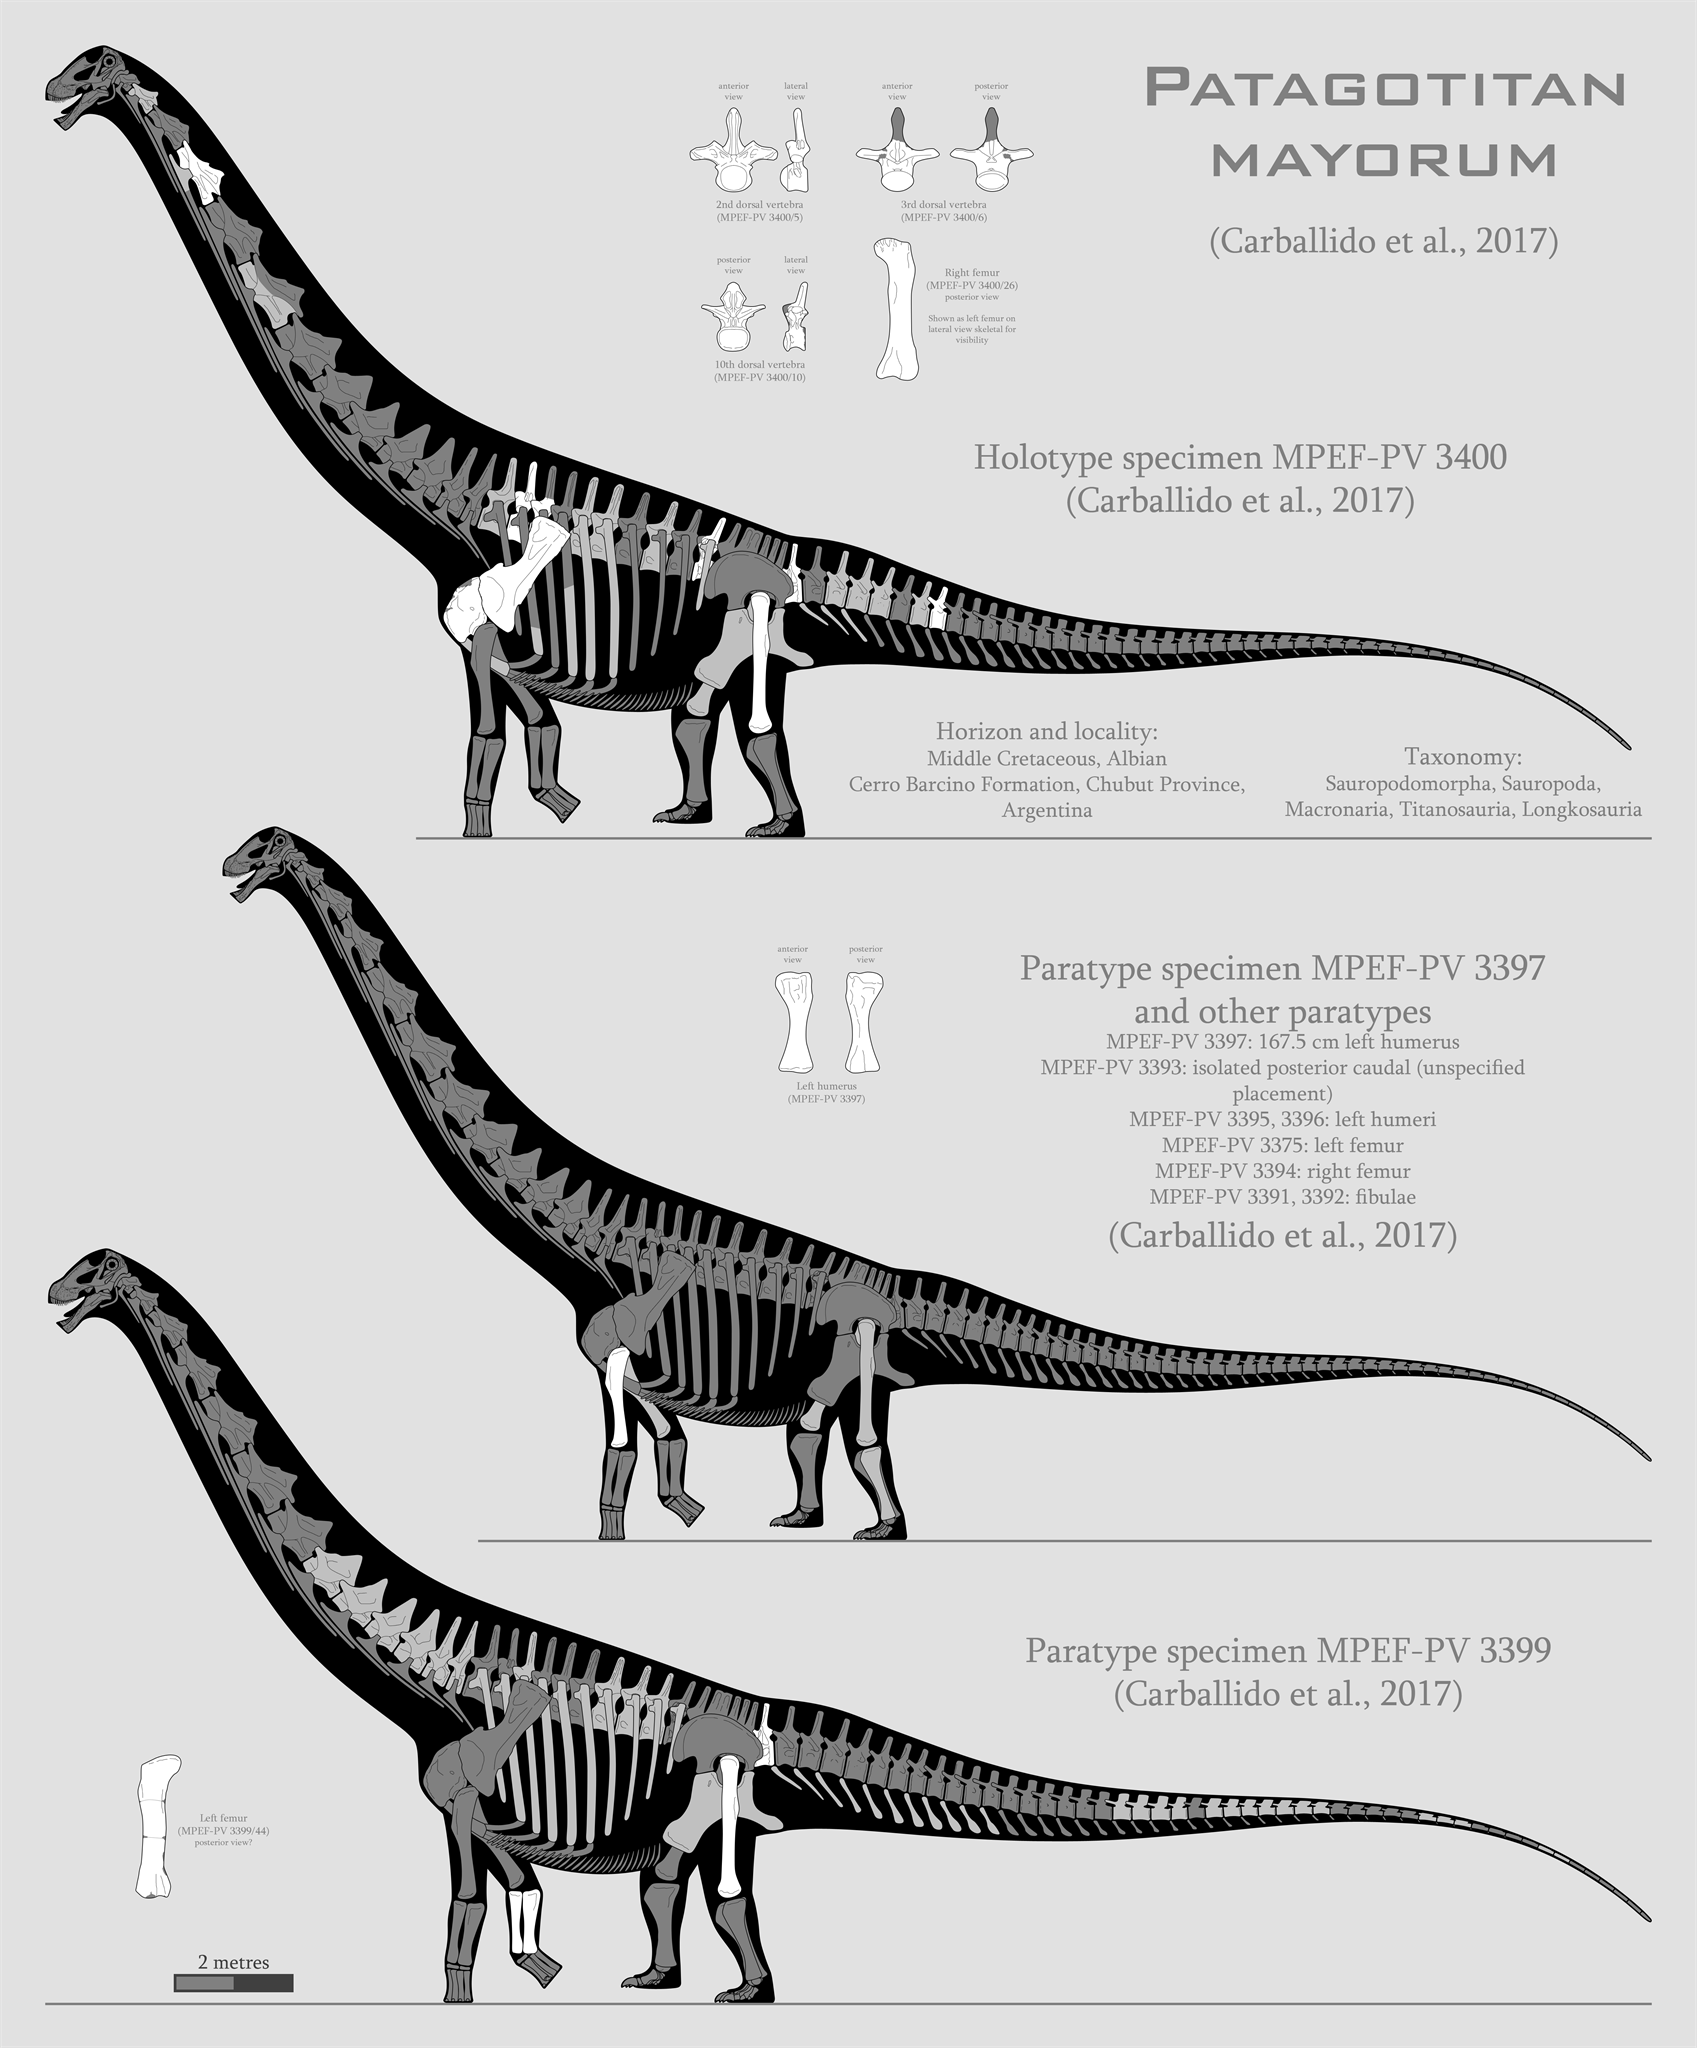 PATAGOTITAN
MAYORUM
(Carballido et al., 2017)
anterior view
lateral view
2nd dorsal vertebra
(MPEF-PV 3400/5)
anterior view
posterior view
3rd dorsal vertebra
(MPEF-PV 3400/6)
posterior view
lateral view
10th dorsal vertebra
(MPEF-PV 3400/10)
Right femur
(MPEF-PV 3400/26)
posterior view
Shown as left femur on
lateral view skeletal for
visibility
Holotype specimen MPEF-PV 3400
(Carballido et al., 2017)
Horizon and locality:
Middle Cretaceous, Albian
Cerro Barcino Formation, Chubut Province,
Argentina
Taxonomy:
Sauropodomorpha, Sauropoda,
Macronaria, Titanosauria, Longkosauria
anterior view
posterior view
Left humerus
(MPEF-PV 3397)
Paratype specimen MPEF-PV 3397
and other paratypes
MPEF-PV 3397: 167.5 cm left humerus
MPEF-PV 3393: isolated posterior caudal (unspecified
placement)
MPEF-PV 3395, 3396: left humeri
MPEF-PV 3375: left femur
MPEF-PV 3394: right femur
MPEF-PV 3391, 3392: fibulae
(Carballido et al., 2017)
Paratype specimen MPEF-PV 3399
(Carballido et al., 2017)
Left femur
(MPEF-PV 3399/44)
posterior view?
2 metres